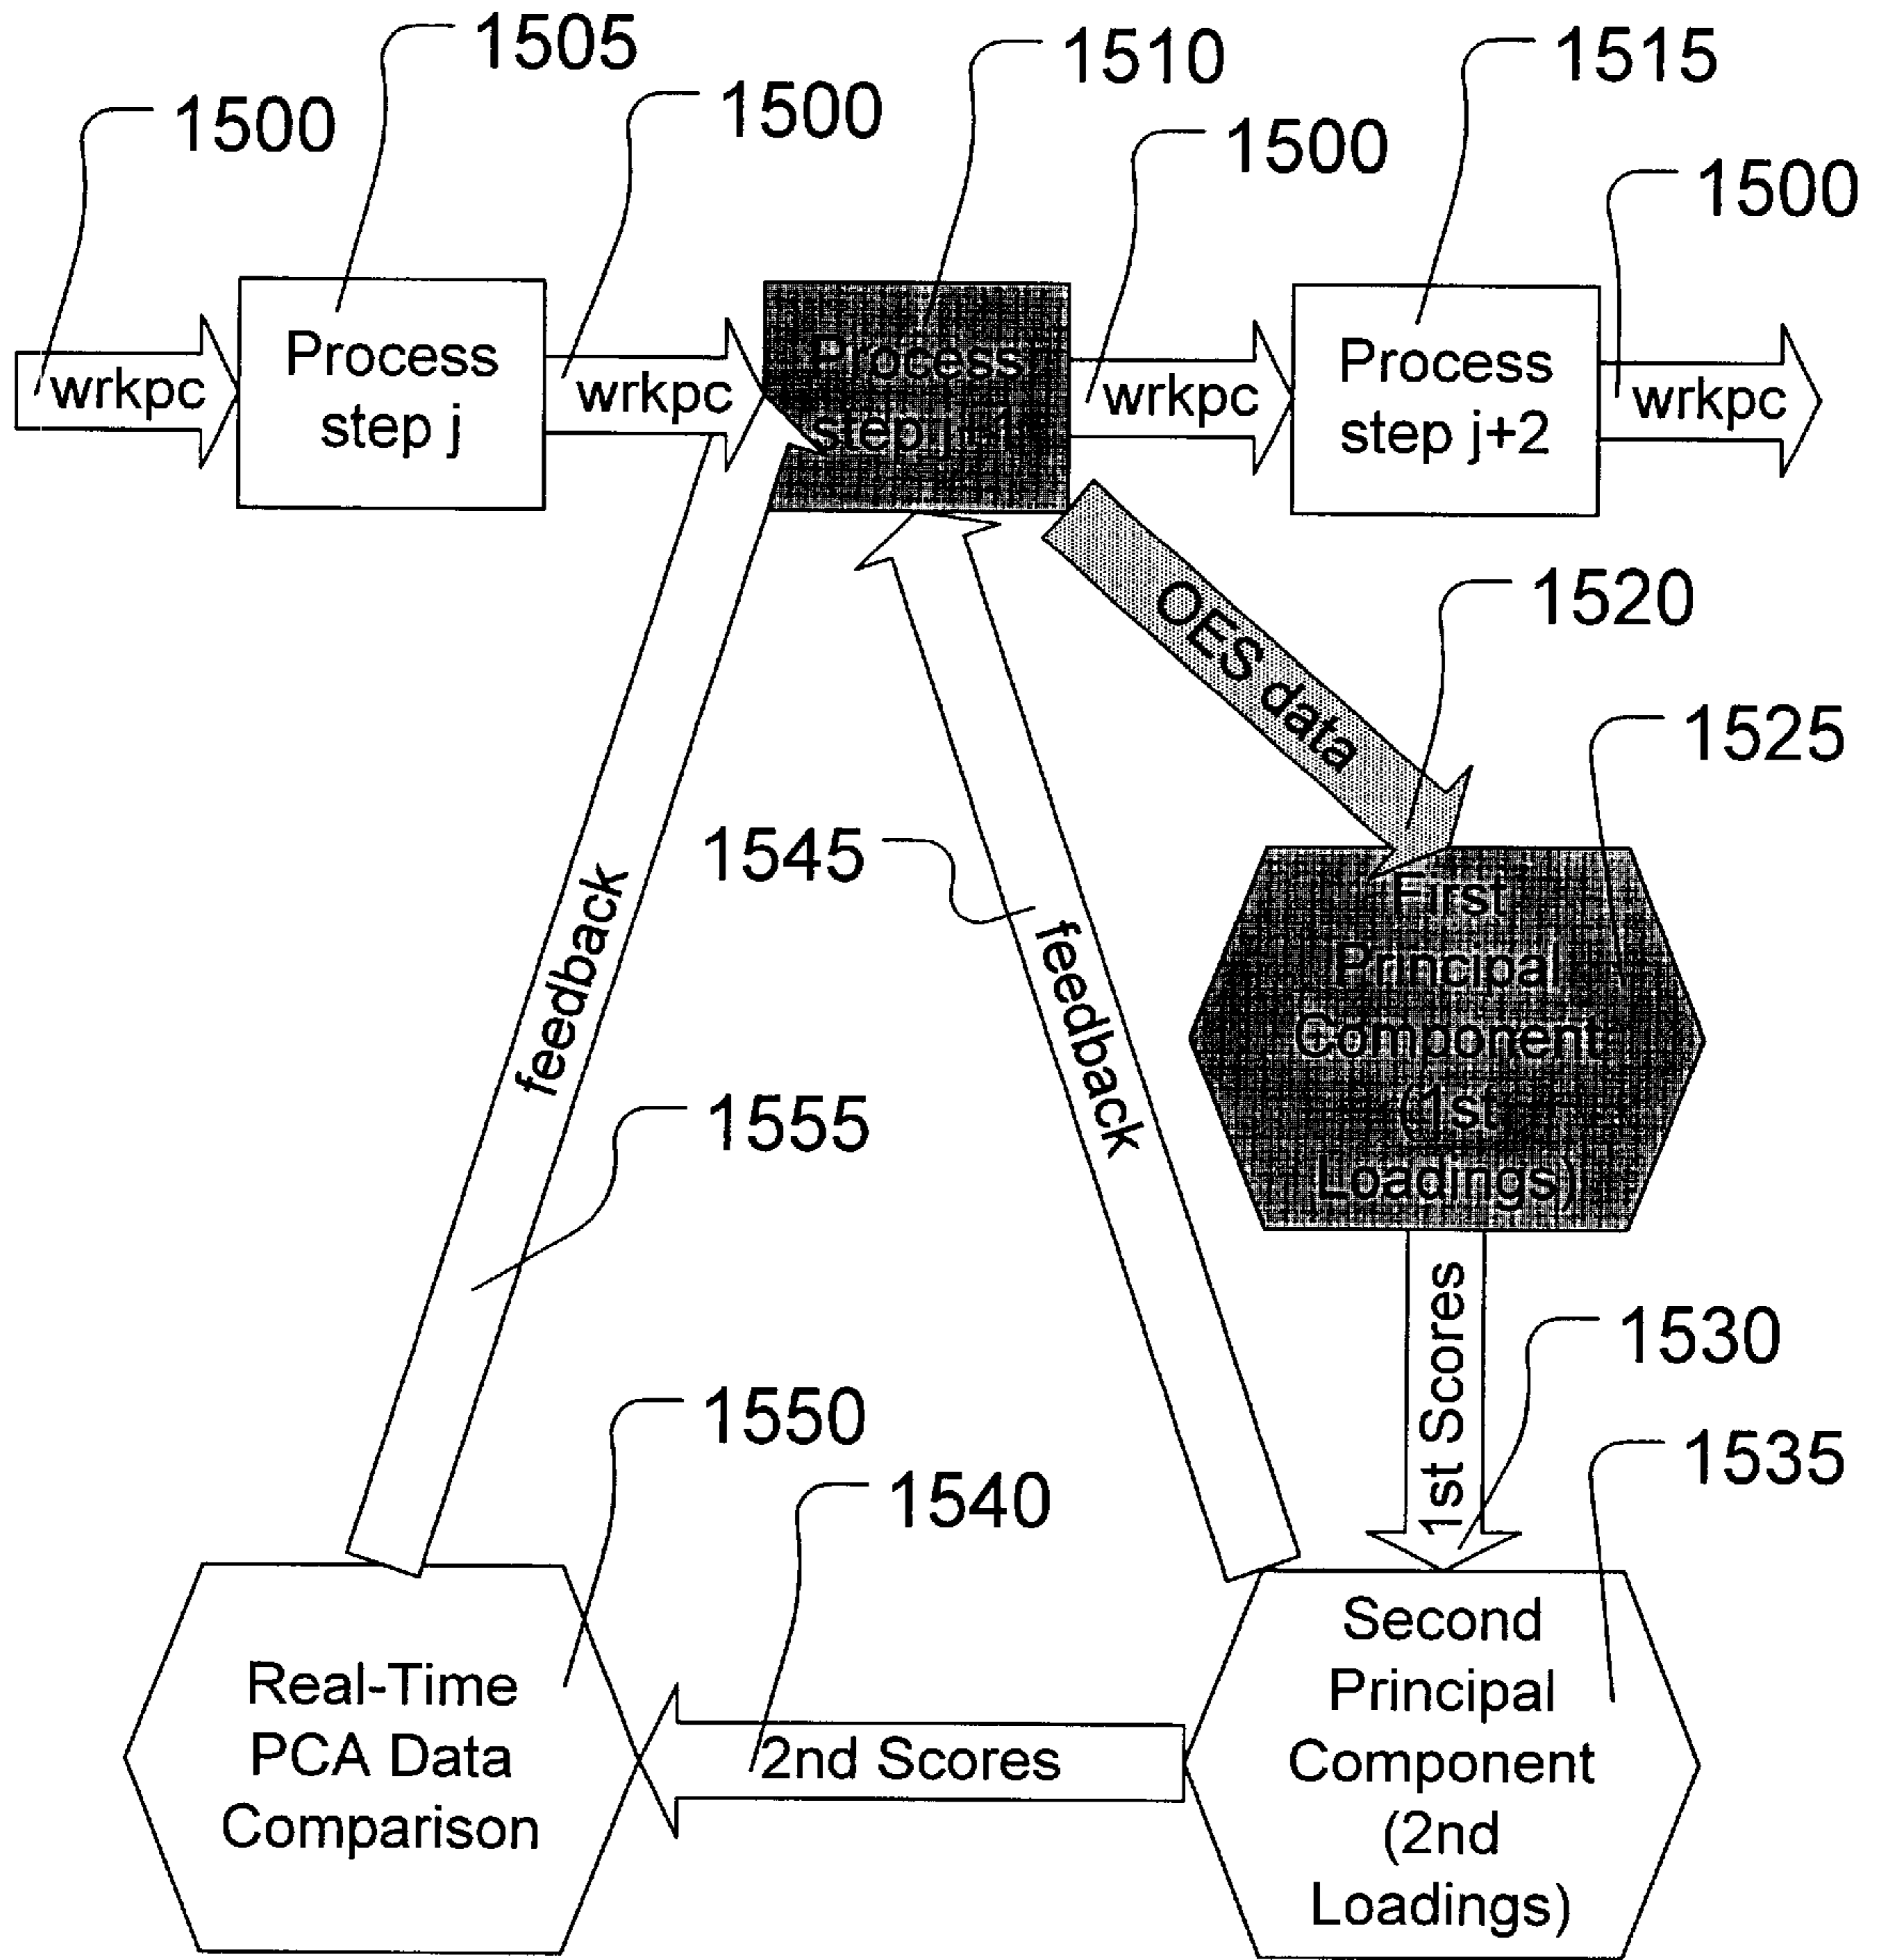 1505
1510
1515
1500
1500
1500
1500
wrkpc
Process
step j
wrkpc
Process
step j+1
wrkpc
Process
step j+2
wrkpc
OES data
1520
1525
1545
feedback
feedback
First
Principal
Component
(1st
Loadings)
1555
1st Scores
1530
1550
1540
1535
Real-Time
PCA Data
Comparison
2nd Scores
Second
Principal
Component
(2nd
Loadings)